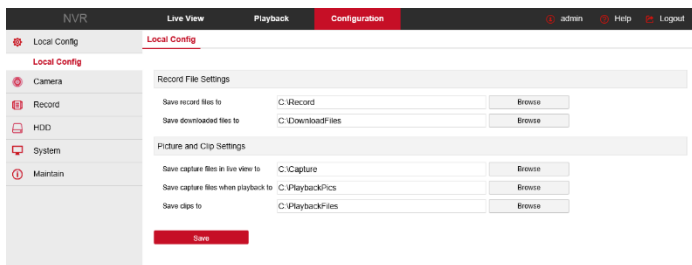 NVR Live View Playback Configuration admin Help Logout
Local Config
Local Config
Camera
Record
HDD
System
Maintain
Local Config
Record File Settings
Save record files to C:\Record Browse
Save downloaded files to C:\DownloadFiles Browse
Picture and Clip Settings
Save capture files in live view to C:\Capture Browse
Save capture files when playback to C:\PlaybackPics Browse
Save clips to C:\PlaybackFiles Browse
Save